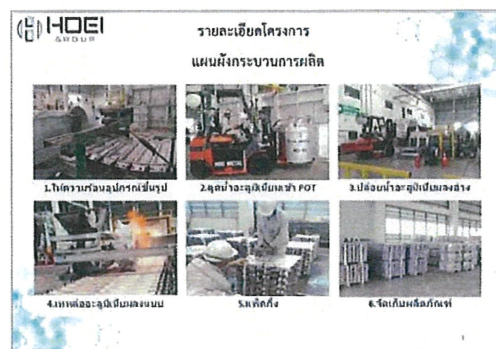 HOEI
GROUP
รายละเอียดโครงการ
แผนผังกระบวนการผลิต
1.ให้ความร้อนอุปกรณ์ขึ้นรูป
2.ดูดน้ำอะลูมิเนียมเข้า POT
3.ปล่อยน้ำอะลูมิเนียมลงอ่าง
4.เทหล่ออะลูมิเนียมลงแบบ
5.แพ็คกิ้ง
6.จัดเก็บผลิตภัณฑ์
1